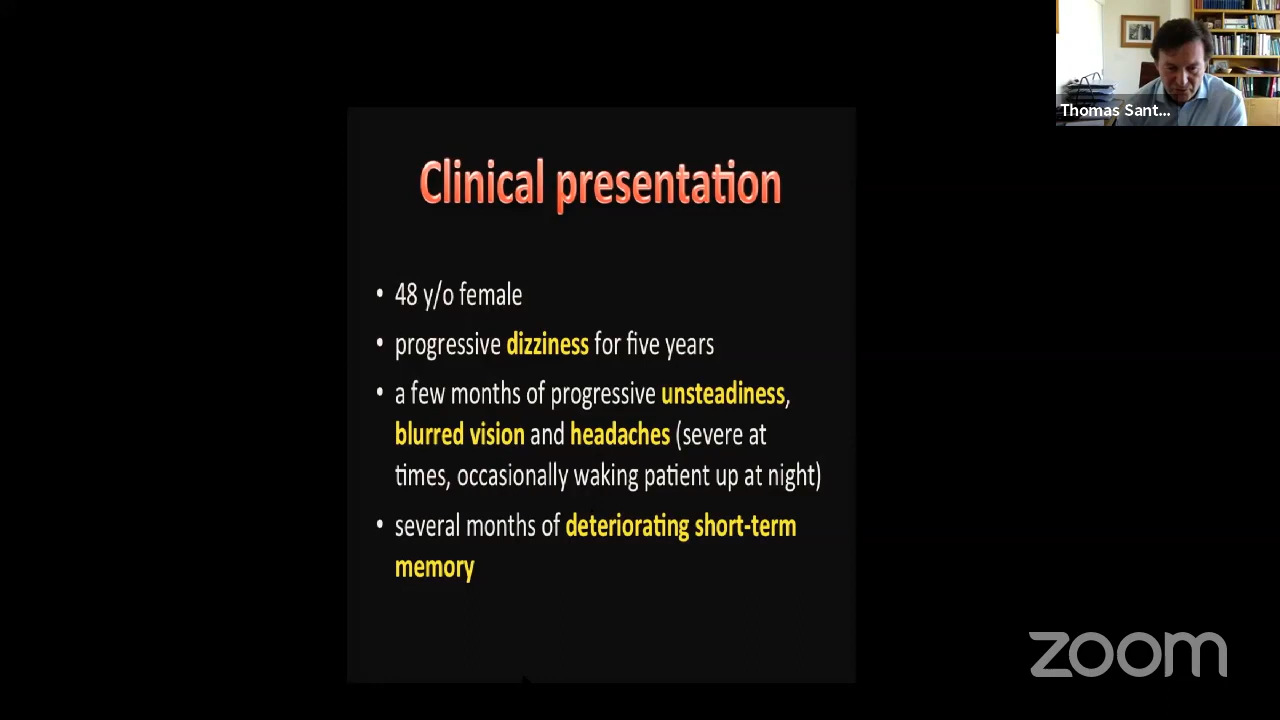 Thomas Sant...
Clinical presentation
• 48 y/o female
• progressive dizziness for five years
• a few months of progressive unsteadiness,
blurred vision and headaches (severe at
times, occasionally waking patient up at night)
• several months of deteriorating short-term
memory
zoom